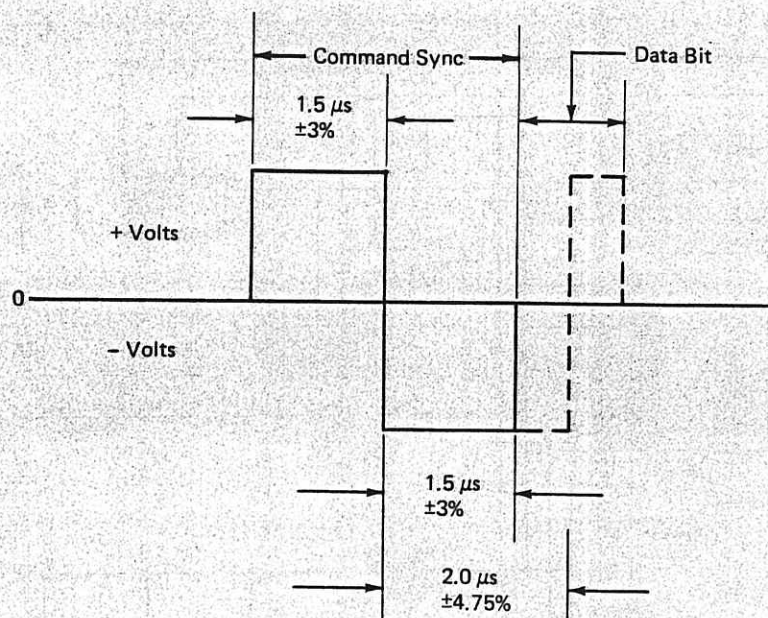 Command Sync
Data Bit
1.5 μs
±3%
+ Volts
0
– Volts
1.5 μs
±3%
2.0 μs
±4.75%